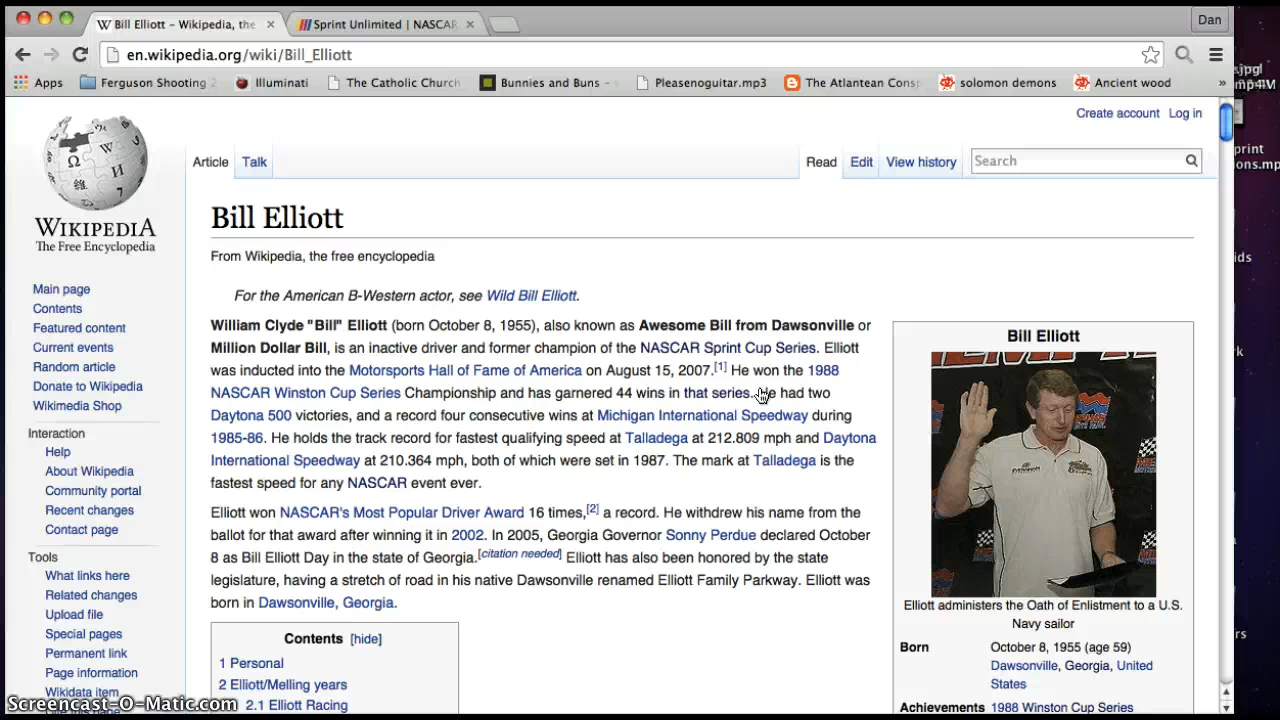 Bill Elliott – Wikipedia, the
Sprint Unlimited | NASCAR
Dan
en.wikipedia.org/wiki/Bill_Elliott
Apps
Ferguson Shooting 2
Illuminati
The Catholic Church
Bunnies and Buns –
Pleasenoguitar.mp3
The Atlantean Consp
solomon demons
Ancient wood
»
Create account Log in
Article Talk
Read Edit View history
Search
WIKIPEDIA
The Free Encyclopedia
Main page
Contents
Featured content
Current events
Random article
Donate to Wikipedia
Wikimedia Shop
Interaction
Help
About Wikipedia
Community portal
Recent changes
Contact page
Tools
What links here
Related changes
Upload file
Special pages
Permanent link
Page information
Wikidata item
Bill Elliott
From Wikipedia, the free encyclopedia
For the American B-Western actor, see Wild Bill Elliott.
William Clyde "Bill" Elliott (born October 8, 1955), also known as Awesome Bill from Dawsonville or
Million Dollar Bill, is an inactive driver and former champion of the NASCAR Sprint Cup Series. Elliott
was inducted into the Motorsports Hall of Fame of America on August 15, 2007.[1] He won the 1988
NASCAR Winston Cup Series Championship and has garnered 44 wins in that series. He had two
Daytona 500 victories, and a record four consecutive wins at Michigan International Speedway during
1985-86. He holds the track record for fastest qualifying speed at Talladega at 212.809 mph and Daytona
International Speedway at 210.364 mph, both of which were set in 1987. The mark at Talladega is the
fastest speed for any NASCAR event ever.
Elliott won NASCAR's Most Popular Driver Award 16 times,[2] a record. He withdrew his name from the
ballot for that award after winning it in 2002. In 2005, Georgia Governor Sonny Perdue declared October
8 as Bill Elliott Day in the state of Georgia.[citation needed] Elliott has also been honored by the state
legislature, having a stretch of road in his native Dawsonville renamed Elliott Family Parkway. Elliott was
born in Dawsonville, Georgia.
Contents [hide]
1 Personal
2 Elliott/Melling years
2.1 Elliott Racing
Bill Elliott
Elliott administers the Oath of Enlistment to a U.S.
Navy sailor
Born October 8, 1955 (age 59)
Dawsonville, Georgia, United
States
Achievements 1988 Winston Cup Series
Screencast-O-Matic.com